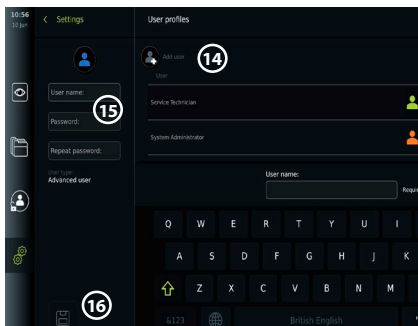 10:56
10 Jun
Settings
User profiles
Add user
14
User
User name:
15
Service Technician
Password:
System Administrator
Repeat password:
User type:
Advanced user
User name:
Q W E R T Y U I
A S D F G H J K
Z X C V B N M
16
&123
British English